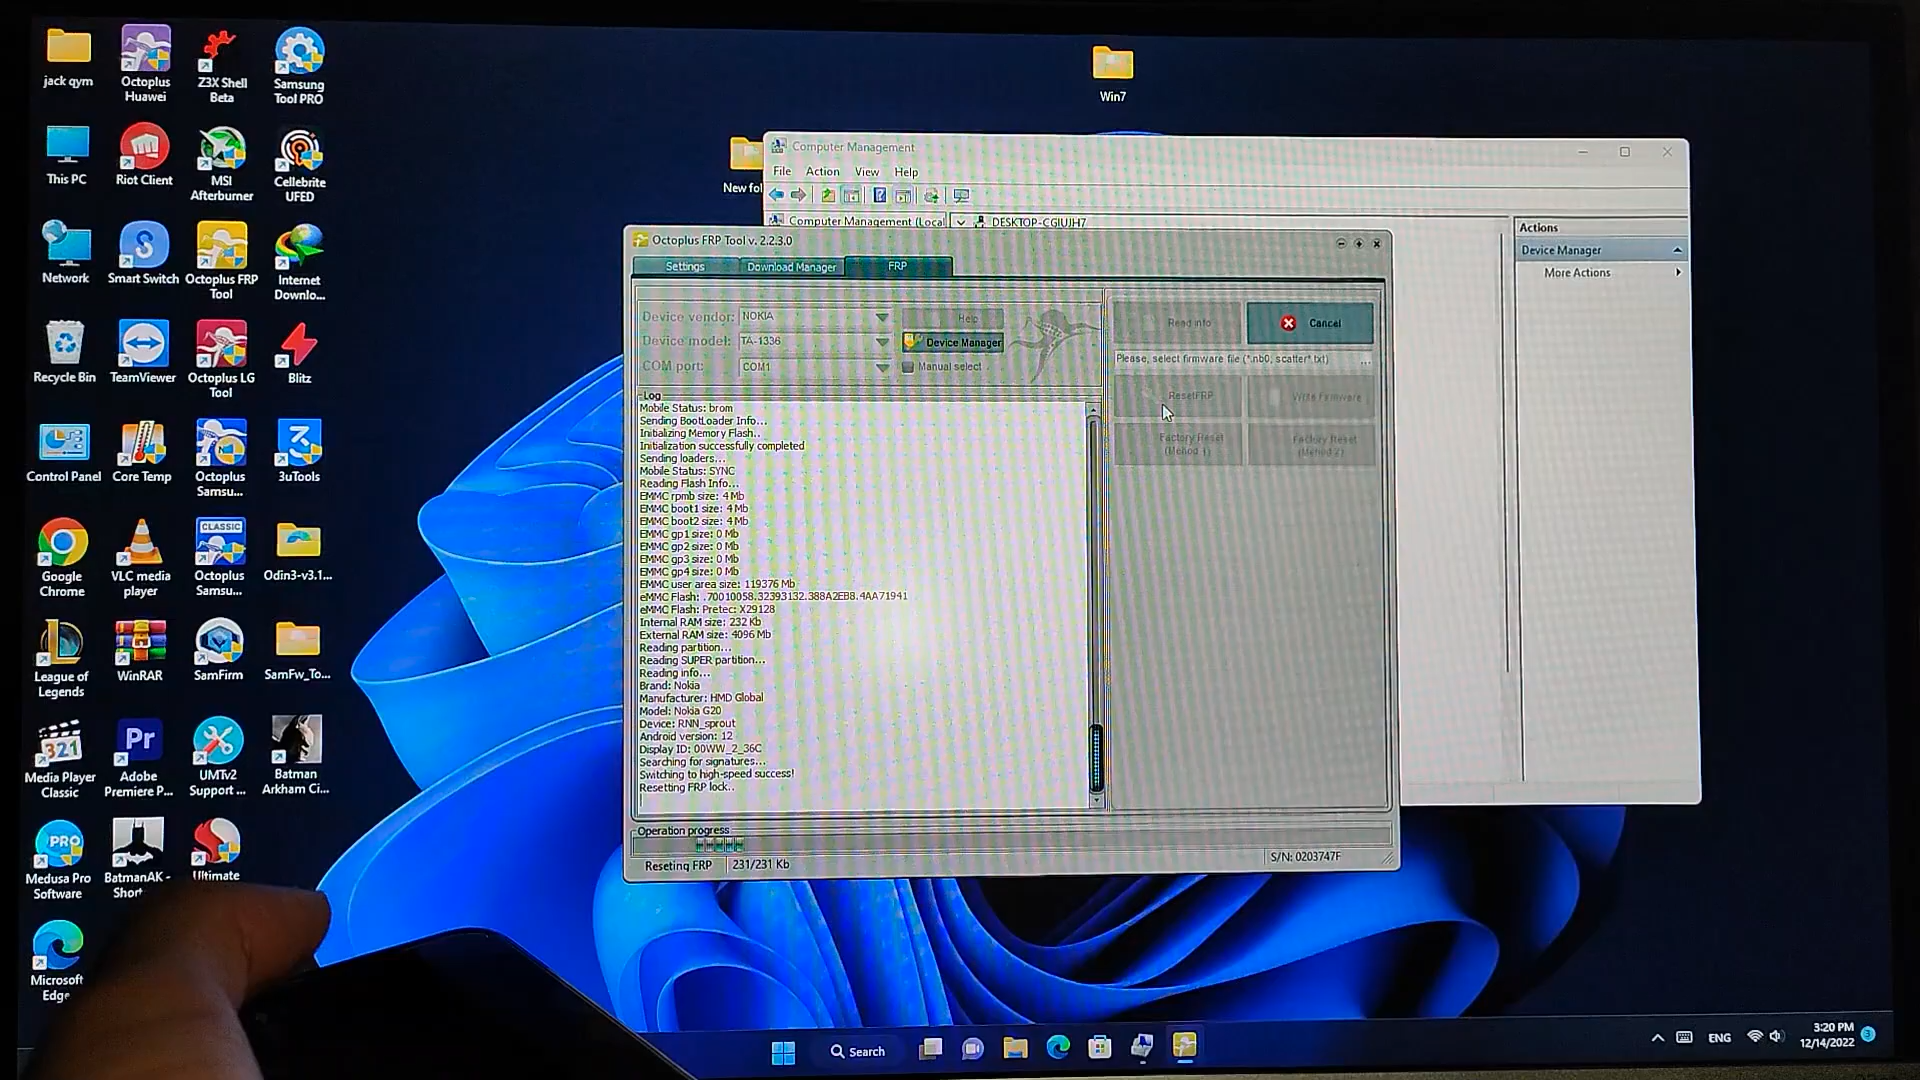 jack gym
Octoplus
Huawei
Z3X Shell
Beta
Samsung
Tool PRO
Win7
This PC
Riot Client
MSI
Afterburner
Cellebrite
UFED
New fol
Network
Smart Switch
Octoplus FRP
Tool
Internet
Downlo...
Recycle Bin
TeamViewer
Octoplus LG
Tool
Blitz
Control Panel
Core Temp
Octoplus
Samsu...
3uTools
Google
Chrome
VLC media
player
CLASSIC
Octoplus
Samsu...
Odin3-v3.1...
League of
Legends
WinRAR
SamFirm
SamFw_To...
321
Media Player
Classic
Pr
Adobe
Premiere P...
UMTv2
Support ...
Batman
Arkham Ci...
PRO
Medusa Pro
Software
BatmanAK -
Short
Ultimate
Microsoft
Edge
Computer Management
File Action View Help
Computer Management (Local
DESKTOP-CGIUJH7
Actions
Device Manager
More Actions
Octoplus FRP Tool v. 2.2.3.0
Settings
Download Manager
FRP
Device vendor: NOKIA
Help
Device model: TA-1336
Device Manager
COM port: COM1
Manual select
Read info
Cancel
Please, select firmware file (*.nb0, scatter*.txt)
...
ResetFRP
Write Firmware
Factory Reset
(Mehod 1)
Factory Reset
(Mehod 2)
Log
Mobile Status: brom
Sending BootLoader Info...
Initializing Memory Flash..
Initialization successfully completed
Sending loaders...
Mobile Status: SYNC
Reading Flash Info...
EMMC rpmb size: 4 Mb
EMMC boot1 size: 4 Mb
EMMC boot2 size: 4 Mb
EMMC gp1 size: 0 Mb
EMMC gp2 size: 0 Mb
EMMC gp3 size: 0 Mb
EMMC gp4 size: 0 Mb
EMMC user area size: 119376 Mb
eMMC Flash: .70010058.32393132.388A2EB8.4AA71941
eMMC Flash: Pretec: X29128
Internal RAM size: 232 Kb
External RAM size: 4096 Mb
Reading partition...
Reading SUPER partition...
Reading info...
Brand: Nokia
Manufacturer: HMD Global
Model: Nokia G20
Device: RNN_sprout
Android version: 12
Display ID: 00WW_2_36C
Searching for signatures...
Switching to high-speed success!
Resetting FRP lock..
Operation progress
Reseting FRP
231/231 Kb
S/N: 0203747F
Search
ENG
3:20 PM
12/14/2022
3